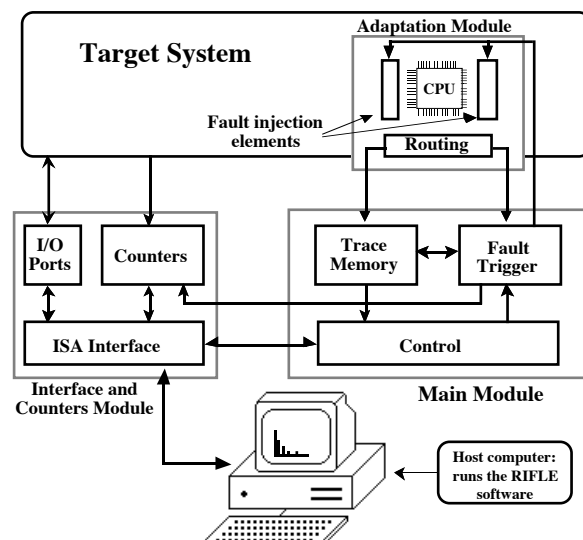 Adaptation Module
Target System
CPU
Fault injection
elements
Routing
I/O
Ports
Counters
Trace
Memory
Fault
Trigger
ISA Interface
Control
Interface and
Counters Module
Main Module
Host computer:
runs the RIFLE
software